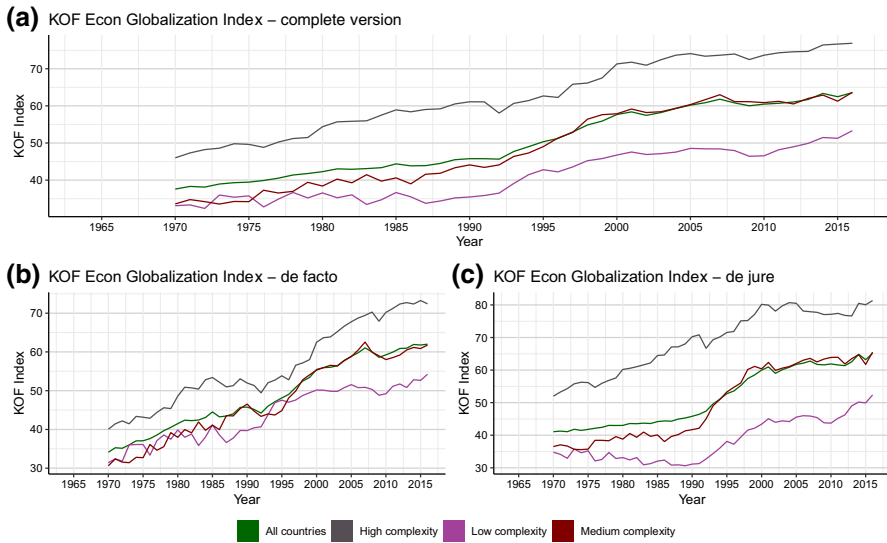 (a) KOF Econ Globalization Index – complete version
70
60
50
40
KOF Index
1965 1970 1975 1980 1985 1990 1995 2000 2005 2010 2015
Year
(b) KOF Econ Globalization Index – de facto
70
60
50
40
30
KOF Index
1965 1970 1975 1980 1985 1990 1995 2000 2005 2010 2015
Year
(c) KOF Econ Globalization Index – de jure
80
70
60
50
40
30
KOF Index
1965 1970 1975 1980 1985 1990 1995 2000 2005 2010 2015
Year
All countries High complexity Low complexity Medium complexity